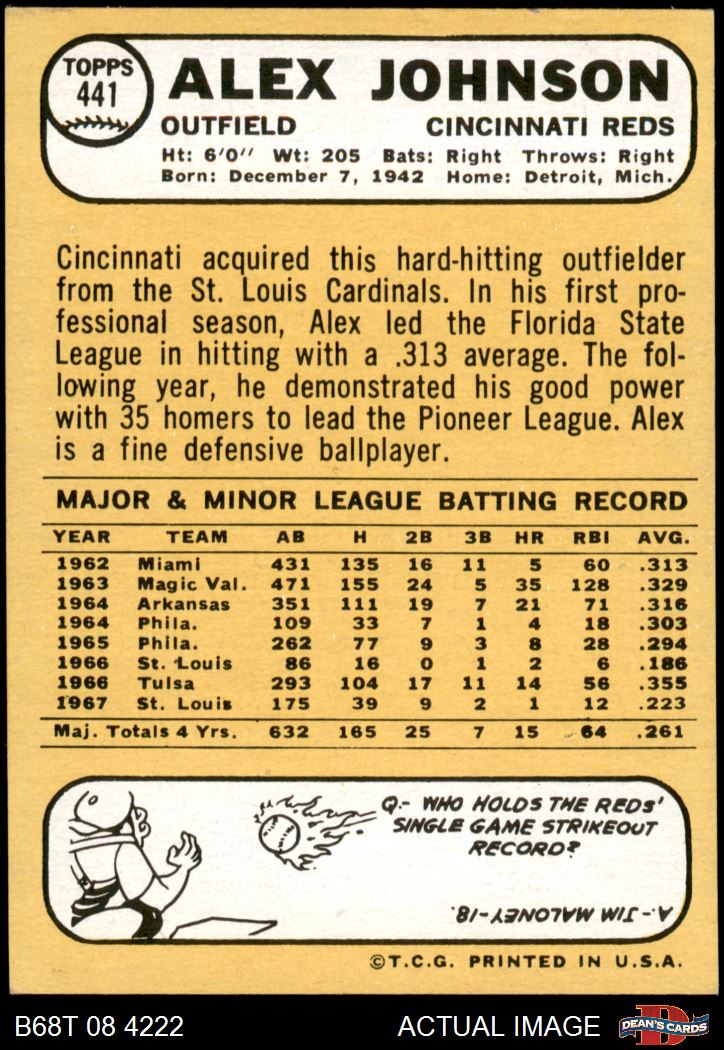 TOPPS
441
ALEX JOHNSON
OUTFIELD CINCINNATI REDS
Ht: 6'0" Wt: 205 Bats: Right Throws: Right
Born: December 7, 1942 Home: Detroit, Mich.
Cincinnati acquired this hard-hitting outfielder
from the St. Louis Cardinals. In his first pro-
fessional season, Alex led the Florida State
League in hitting with a .313 average. The fol-
lowing year, he demonstrated his good power
with 35 homers to lead the Pioneer League. Alex
is a fine defensive ballplayer.
MAJOR & MINOR LEAGUE BATTING RECORD
YEAR TEAM AB H 2B 3B HR RBI AVG.
1962 Miami 431 135 16 11 5 60 .313
1963 Magic Val. 471 155 24 5 35 128 .329
1964 Arkansas 351 111 19 7 21 71 .316
1964 Phila. 109 33 7 1 4 18 .303
1965 Phila. 262 77 9 3 8 28 .294
1966 St. Louis 86 16 0 1 2 6 .186
1966 Tulsa 293 104 17 11 14 56 .355
1967 St. Louis 175 39 9 2 1 12 .223
Maj. Totals 4 Yrs. 632 165 25 7 15 64 .261
Q.- WHO HOLDS THE REDS'
SINGLE GAME STRIKEOUT
RECORD?
A.- JIM MALONEY-18.
©T.C.G. PRINTED IN U.S.A.
B68T 08 4222 ACTUAL IMAGE D DEAN'S CARDS